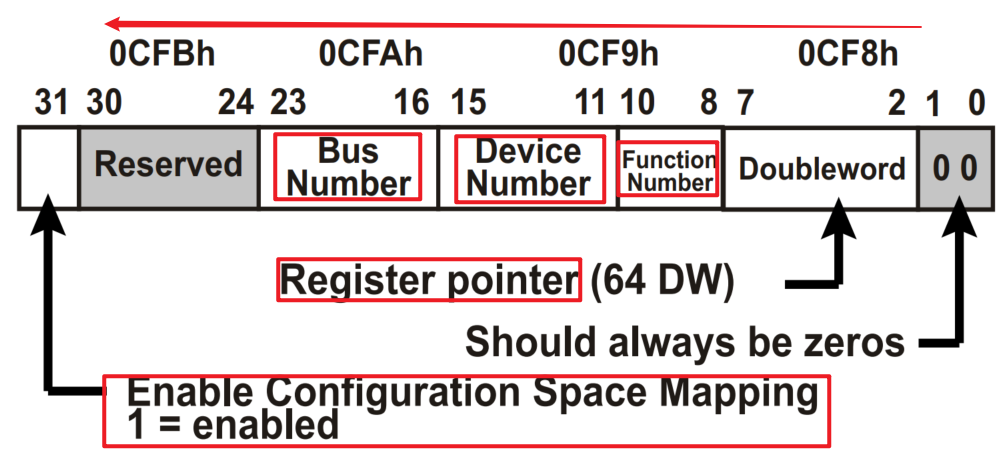 0CFBh 0CFAh 0CF9h 0CF8h
31 30 24 23 16 15 11 10 8 7 2 1 0
Reserved
Bus
Number
Device
Number
Function
Number
Doubleword
0 0
Register pointer (64 DW)
Should always be zeros
Enable Configuration Space Mapping
1 = enabled